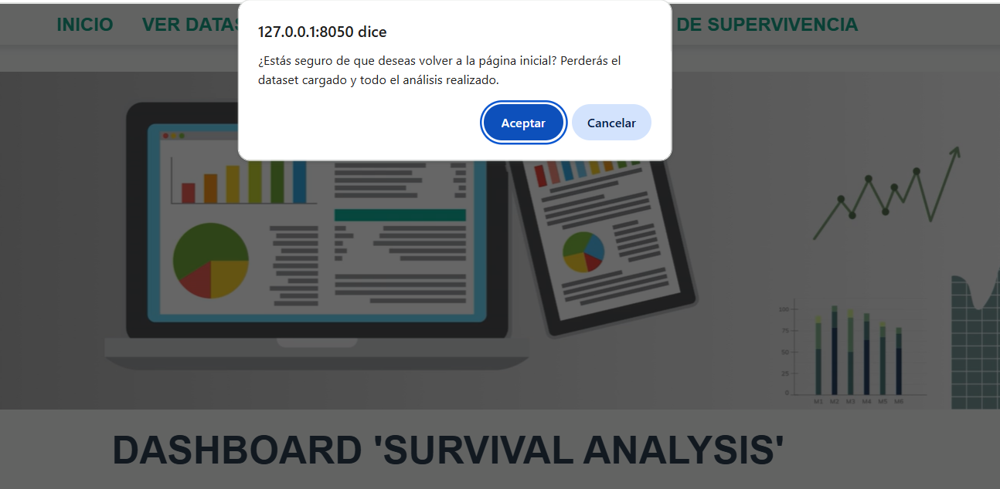 INICIO
VER DATAS
DE SUPERVIVENCIA
127.0.0.1:8050 dice
¿Estás seguro de que deseas volver a la página inicial? Perderás el
dataset cargado y todo el análisis realizado.
Aceptar
Cancelar
100
75
50
25
0
M1 M2 M3 M4 M5 M6
DASHBOARD 'SURVIVAL ANALYSIS'